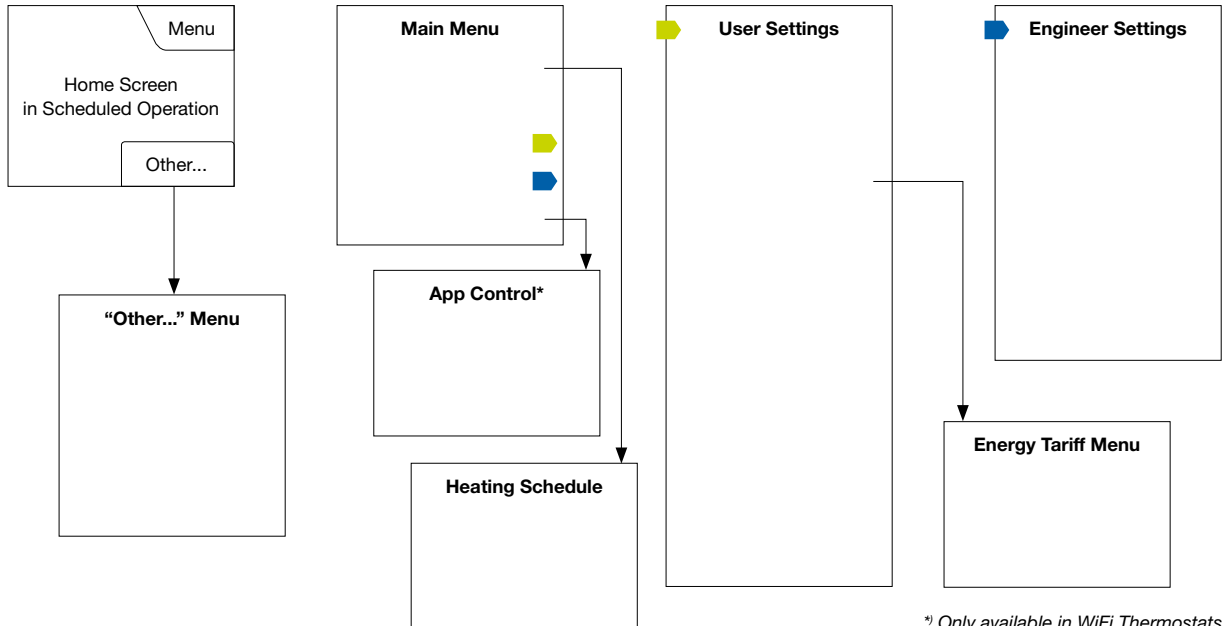 Menu
Home Screen
in Scheduled Operation
Other...
"Other..." Menu
Main Menu
App Control*
Heating Schedule
User Settings
Engineer Settings
Energy Tariff Menu
*) Only available in WiFi Thermostats